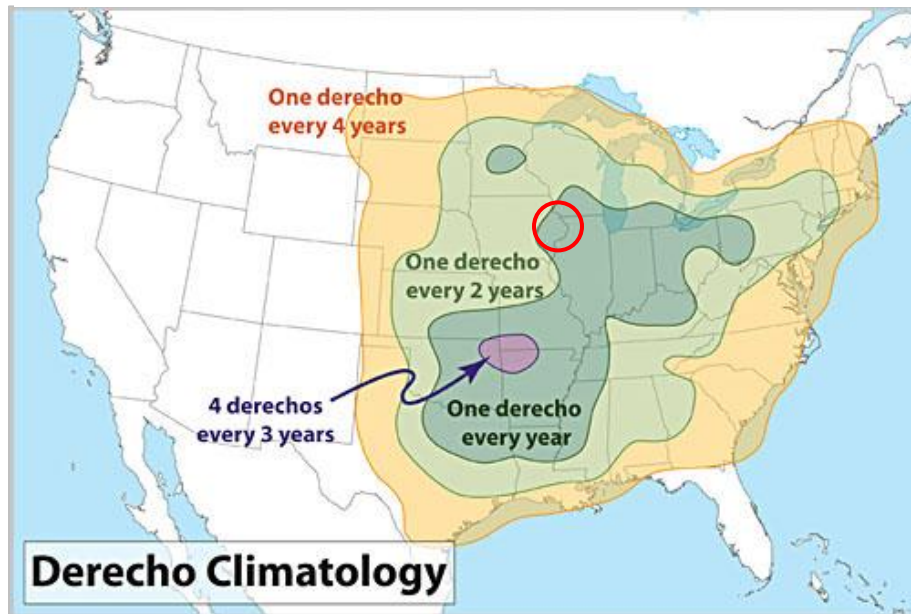 One derecho
every 4 years
One derecho
every 2 years
4 derechos
every 3 years
One derecho
every year
Derecho Climatology